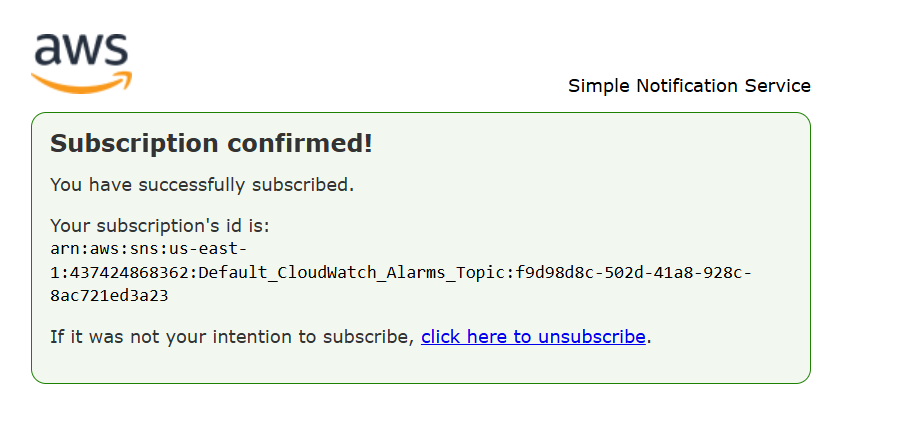 aws
Simple Notification Service
Subscription confirmed!
You have successfully subscribed.
Your subscription's id is:
arn:aws:sns:us-east-
1:437424868362:Default_CloudWatch_Alarms_Topic:f9d98d8c-502d-41a8-928c-
8ac721ed3a23
If it was not your intention to subscribe, click here to unsubscribe.